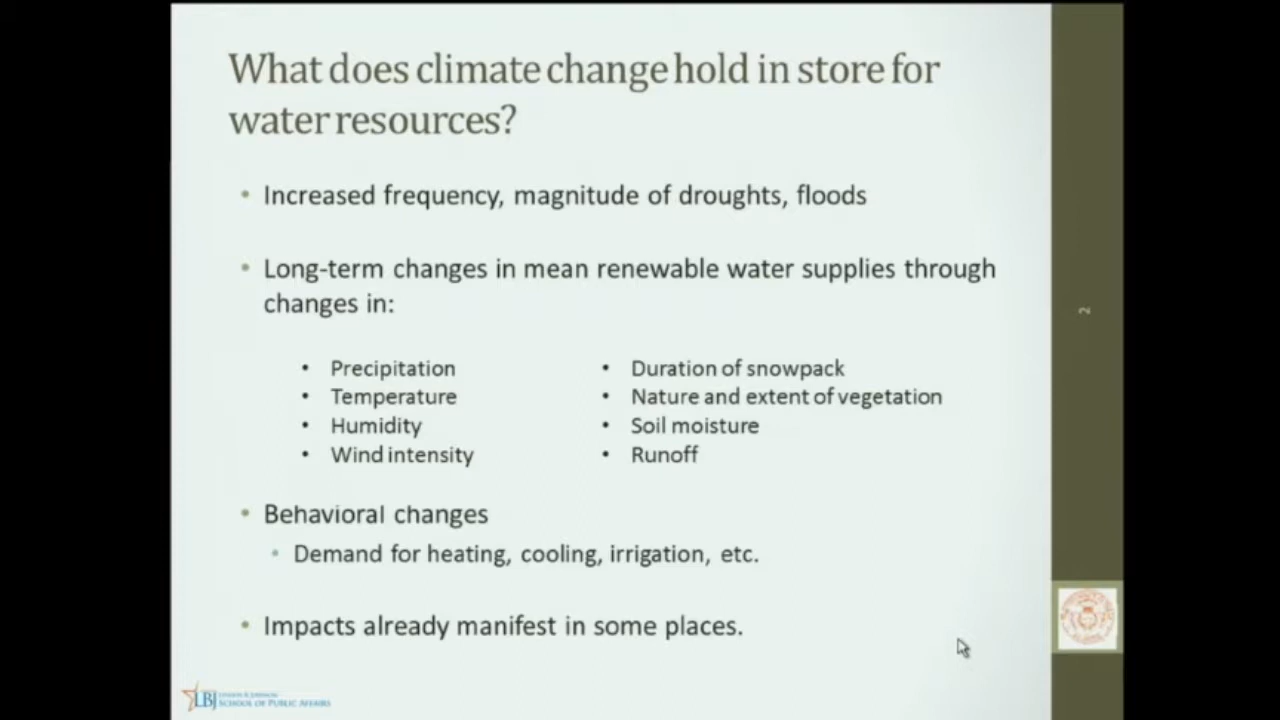 What does climate change hold in store for
water resources?
• Increased frequency, magnitude of droughts, floods
• Long-term changes in mean renewable water supplies through
changes in:
• Precipitation
• Temperature
• Humidity
• Wind intensity
• Duration of snowpack
• Nature and extent of vegetation
• Soil moisture
• Runoff
• Behavioral changes
• Demand for heating, cooling, irrigation, etc.
• Impacts already manifest in some places.
2
LBJ
SCHOOL OF PUBLIC AFFAIRS